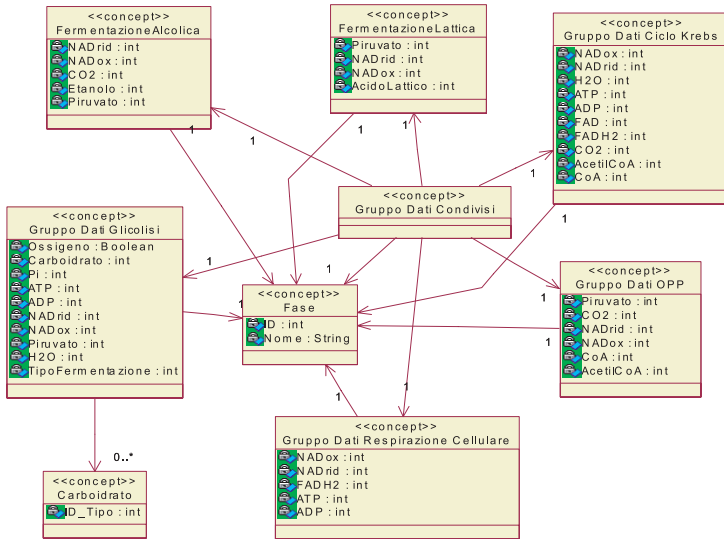 <<concept>>
FermentazioneAlcolica
NADrid : int
NADox : int
CO2 : int
Etanolo : int
Piruvato : int
<<concept>>
FermentazioneLattica
Piruvato : int
NADrid : int
NADox : int
AcidoLattico : int
<<concept>>
Gruppo Dati Ciclo Krebs
NADox : int
NADrid : int
H2O : int
ATP : int
ADP : int
FAD : int
FADH2 : int
CO2 : int
AcetilCoA : int
CoA : int
1
1
1
1
1
<<concept>>
Gruppo Dati Condivisi
<<concept>>
Gruppo Dati Glicolisi
Ossigeno : Boolean
Carboidrato : int
Pi : int
ATP : int
ADP : int
NADrid : int
NADox : int
Piruvato : int
H2O : int
TipoFermentazione : int
1
1
1
<<concept>>
Fase
ID : int
Nome : String
1
1
<<concept>>
Gruppo Dati OPP
Piruvato : int
CO2 : int
NADrid : int
NADox : int
CoA : int
AcetilCoA : int
1
1
1
0..*
<<concept>>
Carboidrato
ID_Tipo : int
<<concept>>
Gruppo Dati Respirazione Cellulare
NADox : int
NADrid : int
FADH2 : int
ATP : int
ADP : int